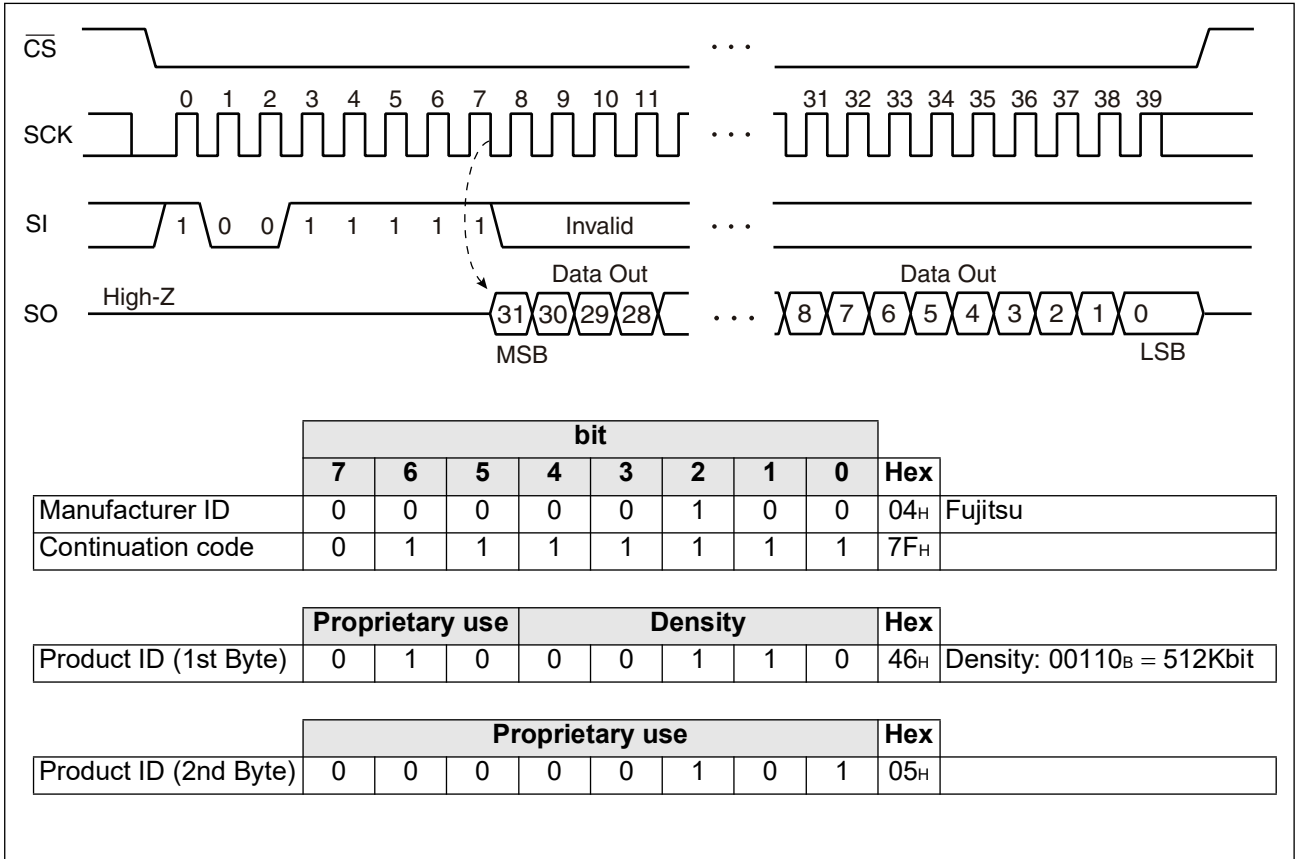 CS
· · ·
0 1 2 3 4 5 6 7 8 9 10 11 31 32 33 34 35 36 37 38 39
SCK · · ·
SI 1 0 0 1 1 1 1 1 Invalid · · ·
Data Out Data Out
High-Z
SO 31 30 29 28 · · · 8 7 6 5 4 3 2 1 0
MSB LSB
bit
7 6 5 4 3 2 1 0 Hex
Manufacturer ID 0 0 0 0 0 1 0 0 04H Fujitsu
Continuation code 0 1 1 1 1 1 1 1 7FH
Proprietary use Density Hex
Product ID (1st Byte) 0 1 0 0 0 1 1 0 46H Density: 00110B = 512Kbit
Proprietary use Hex
Product ID (2nd Byte) 0 0 0 0 0 1 0 1 05H